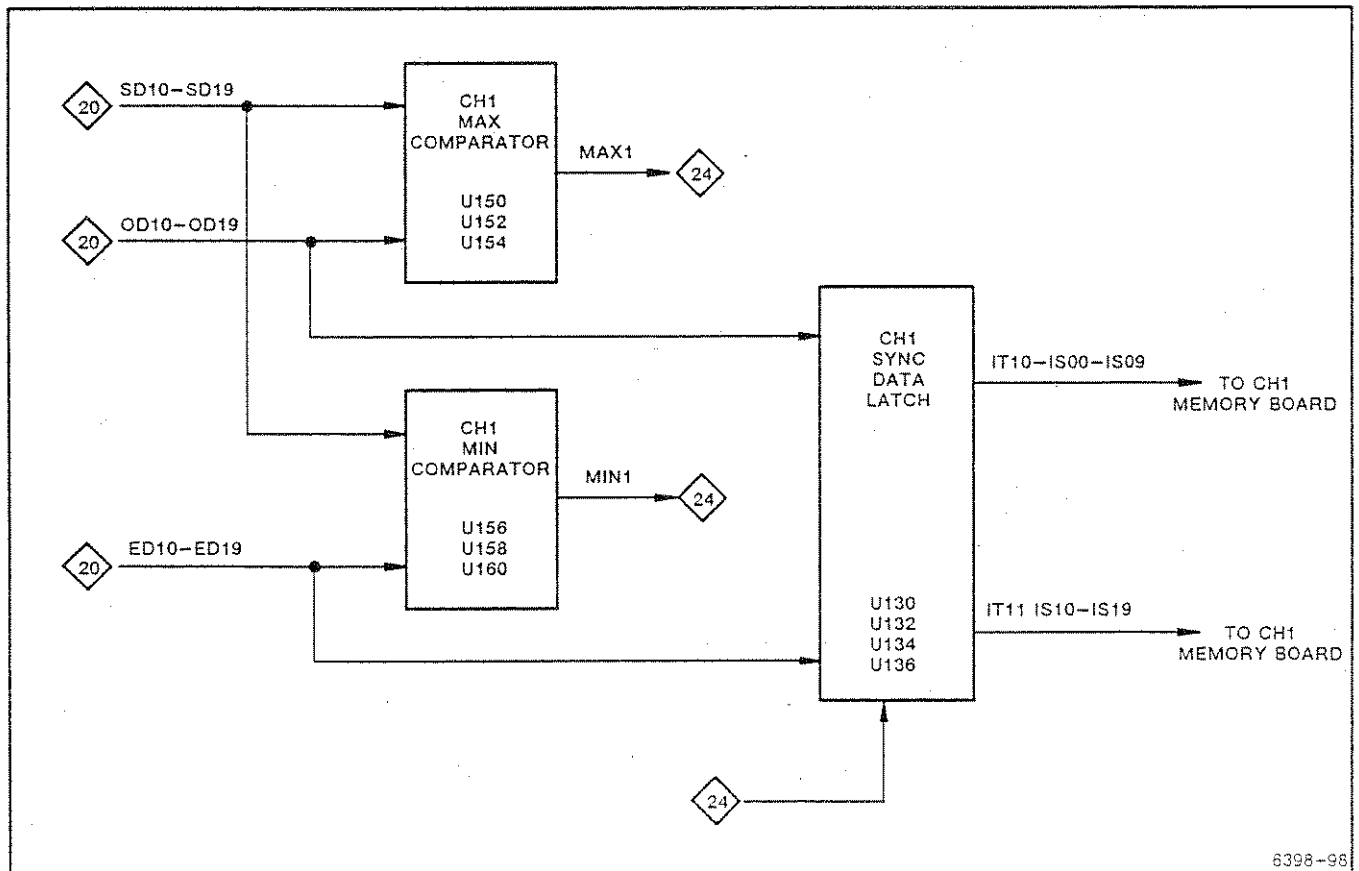 20
SD10-SD19
CH1
MAX
COMPARATOR
U150
U152
U154
MAX1
24
20
OD10-OD19
CH1
SYNC
DATA
LATCH
U130
U132
U134
U136
IT10-IS00-IS09
TO CH1
MEMORY BOARD
CH1
MIN
COMPARATOR
U156
U158
U160
MIN1
24
20
ED10-ED19
IT11 IS10-IS19
TO CH1
MEMORY BOARD
24
6398-98